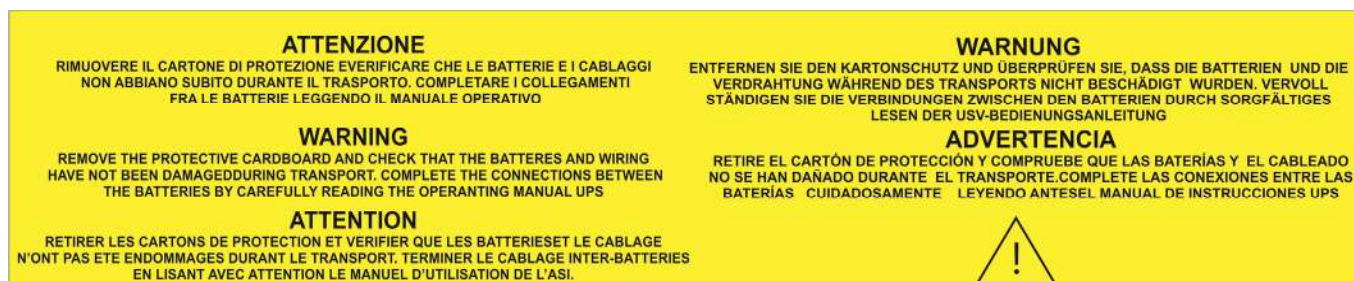 ATTENZIONE
RIMUOVERE IL CARTONE DI PROTEZIONE EVERIFICARE CHE LE BATTERIE E I CABLAGGI
NON ABBIANO SUBITO DURANTE IL TRASPORTO. COMPLETARE I COLLEGAMENTI
FRA LE BATTERIE LEGGENDO IL MANUALE OPERATIVO
WARNING
REMOVE THE PROTECTIVE CARDBOARD AND CHECK THAT THE BATTERES AND WIRING
HAVE NOT BEEN DAMAGEDDURING TRANSPORT. COMPLETE THE CONNECTIONS BETWEEN
THE BATTERIES BY CAREFULLY READING THE OPERANTING MANUAL UPS
ATTENTION
RETIRER LES CARTONS DE PROTECTION ET VERIFIER QUE LES BATTERIESET LE CABLAGE
N'ONT PAS ETE ENDOMMAGES DURANT LE TRANSPORT. TERMINER LE CABLAGE INTER-BATTERIES
EN LISANT AVEC ATTENTION LE MANUEL D'UTILISATION DE L'ASI.
WARNUNG
ENTFERNEN SIE DEN KARTONSCHUTZ UND ÜBERPRÜFEN SIE, DASS DIE BATTERIEN UND DIE
VERDRAHTUNG WÄHREND DES TRANSPORTS NICHT BESCHÄDIGT WURDEN. VERVOLL
STÄNDIGEN SIE DIE VERBINDUNGEN ZWISCHEN DEN BATTERIEN DURCH SORGFÄLTIGES
LESEN DER USV-BEDIENUNGSANLEITUNG
ADVERTENCIA
RETIRE EL CARTÓN DE PROTECCIÓN Y COMPRUEBE QUE LAS BATERÍAS Y EL CABLEADO
NO SE HAN DAÑADO DURANTE EL TRANSPORTE.COMPLETE LAS CONEXIONES ENTRE LAS
BATERÍAS CUIDADOSAMENTE LEYENDO ANTESEL MANUAL DE INSTRUCCIONES UPS
!